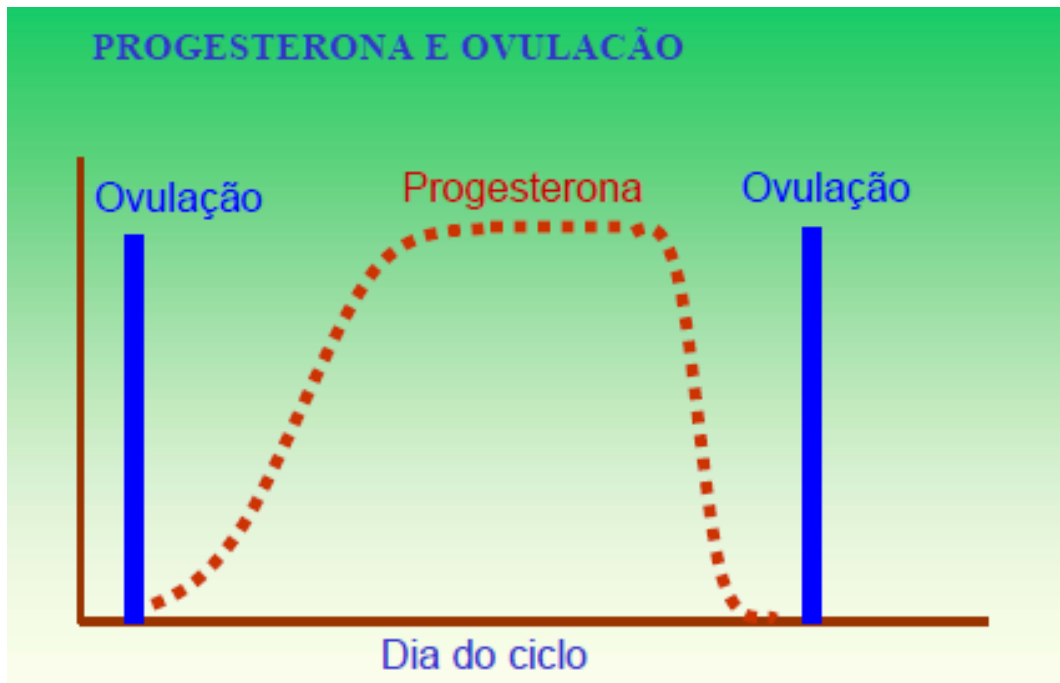 PROGESTERONA E OVULACÃO
Ovulação
Progesterona
Ovulação
Dia do ciclo